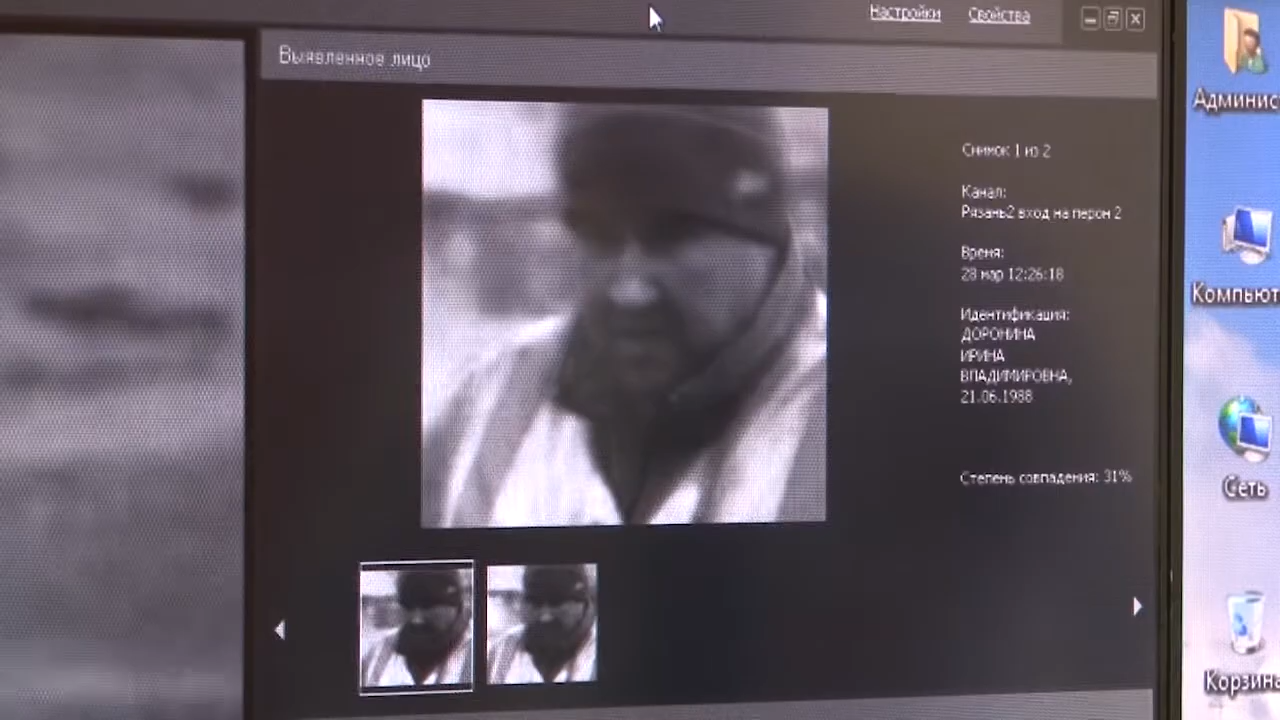 Настройки Свойства
Выявленное лицо
Снимок 1 из 2
Канал:
Рязань2 вход на перон 2
Время:
28 мар 12:26:18
Идентификация:
ДОРОНИНА
ИРИНА
ВЛАДИМИРОВНА,
21.06.1988
Степень совпадения: 31%
Админис
Компьют
Сеть
Корзина